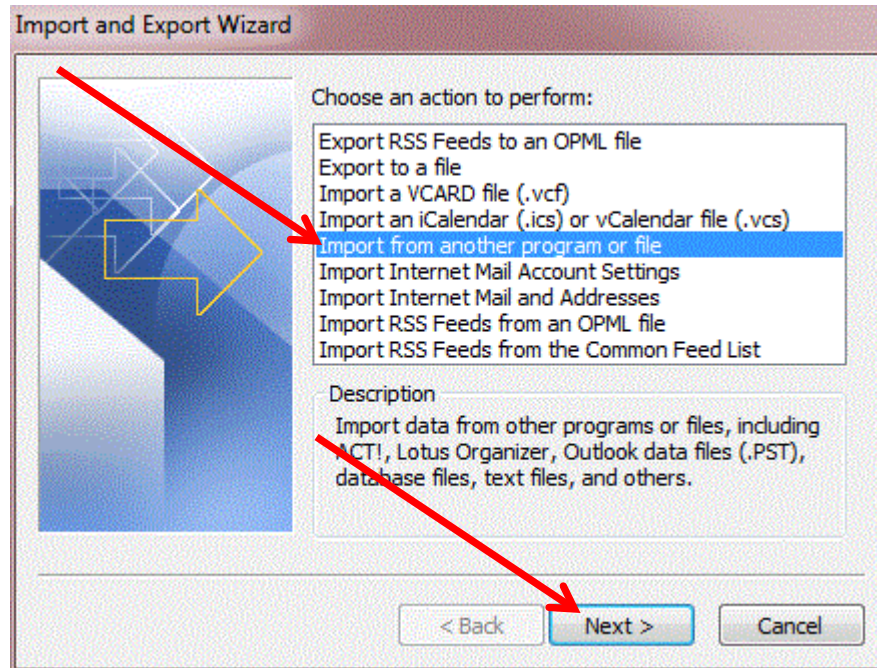 Import and Export Wizard
Choose an action to perform:
Export RSS Feeds to an OPML file
Export to a file
Import a VCARD file (.vcf)
Import an iCalendar (.ics) or vCalendar file (.vcs)
Import from another program or file
Import Internet Mail Account Settings
Import Internet Mail and Addresses
Import RSS Feeds from an OPML file
Import RSS Feeds from the Common Feed List
Description
Import data from other programs or files, including
ACT!, Lotus Organizer, Outlook data files (.PST),
database files, text files, and others.
< Back Next > Cancel